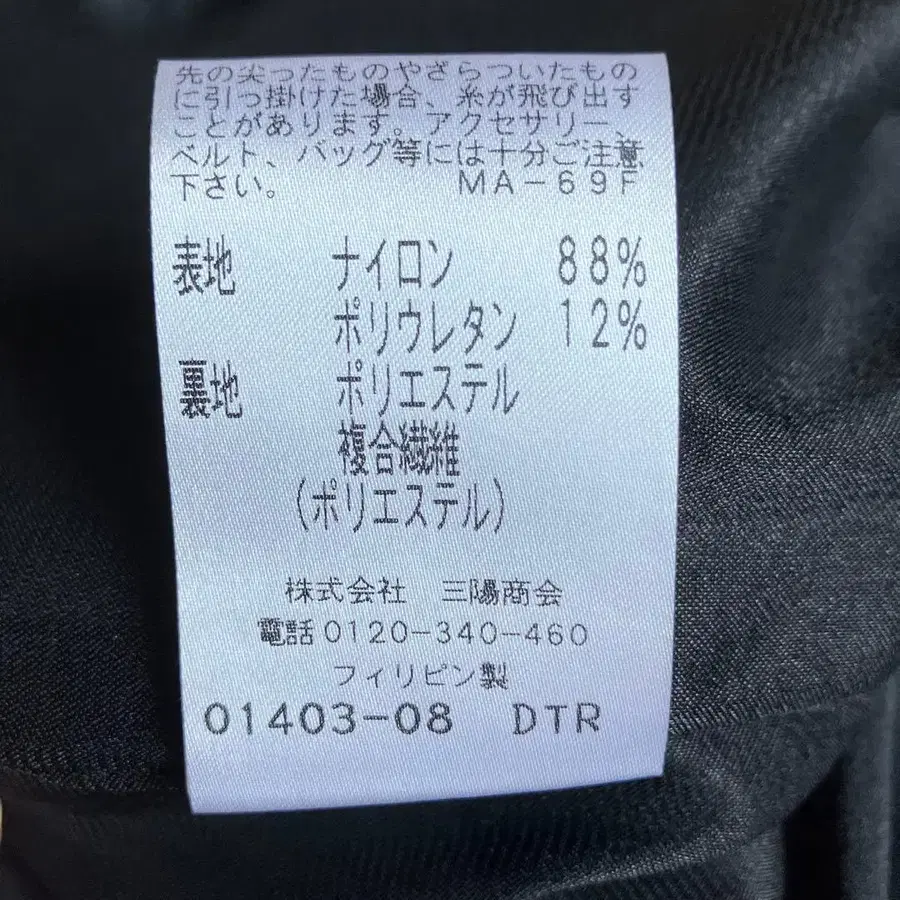 先の尖ったものやざらついたもの
に引っ掛けた場合、糸が飛び出す
ことがあります。アクセサリー、
ベルト、バッグ等には十分ご注意
下さい。 MA-69F
表地 ナイロン 88%
ポリウレタン 12%
裏地 ポリエステル
複合繊維
(ポリエステル)
株式会社 三陽商会
電話0120-340-460
フィリピン製
01403-08 DTR